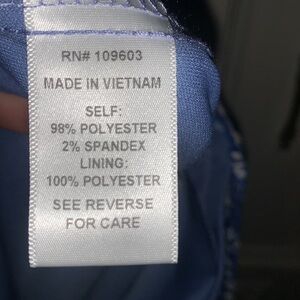 RN# 109603
MADE IN VIETNAM
SELF:
98% POLYESTER
2% SPANDEX
LINING:
100% POLYESTER
SEE REVERSE
FOR CARE